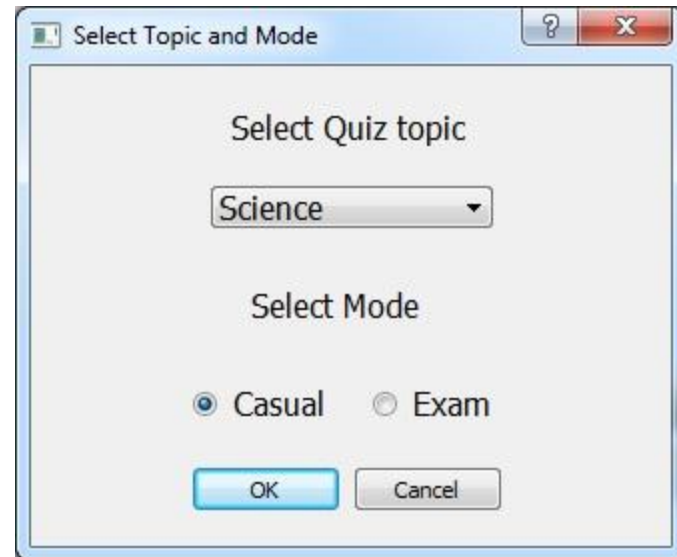 Select Topic and Mode
Select Quiz topic
Science
Select Mode
Casual Exam
OK Cancel